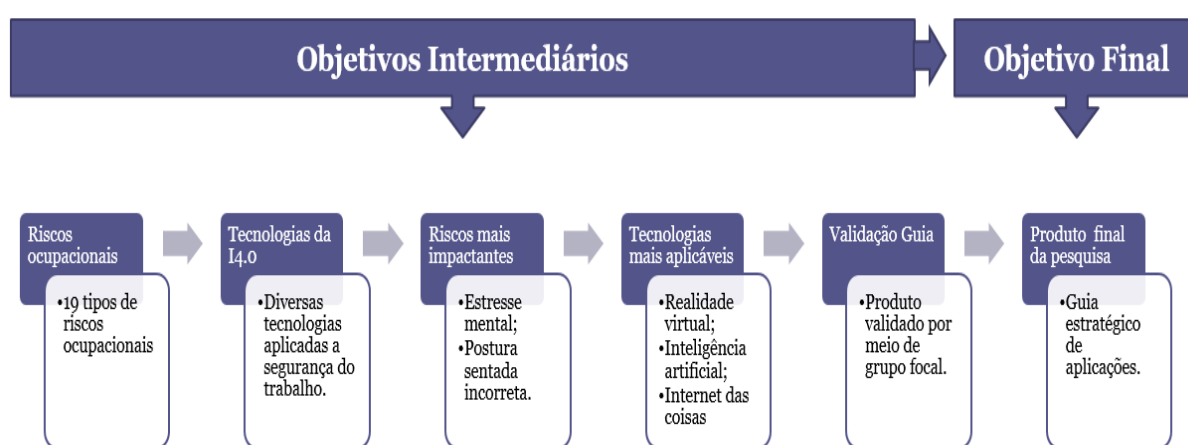 Objetivos Intermediários
Objetivo Final
Riscos
ocupacionais
•19 tipos de
riscos
ocupacionais
Tecnologias da
I4.0
•Diversas
tecnologias
aplicadas a
segurança do
trabalho.
Riscos mais
impactantes
•Estresse
mental;
•Postura
sentada
incorreta.
Tecnologias
mais aplicáveis
•Realidade
virtual;
•Inteligência
artificial;
•Internet das
coisas
Validação Guia
•Produto
validado por
meio de
grupo focal.
Produto final
da pesquisa
•Guia
estratégico
de
aplicações.